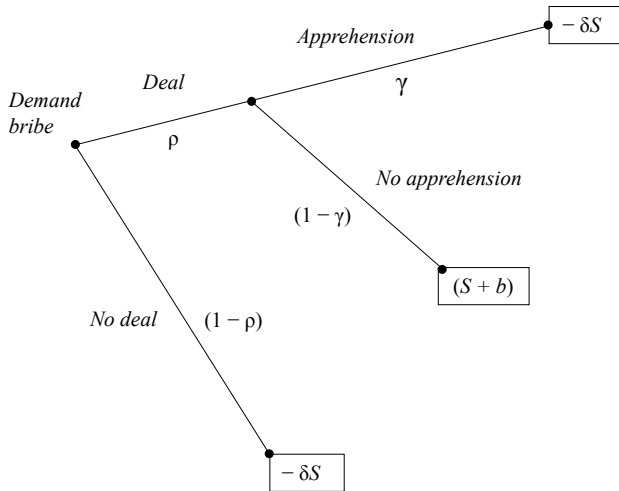 Apprehension
− δS
γ
Deal
Demand
bribe
ρ
No apprehension
(1 − γ)
(S + b)
No deal
(1 − ρ)
− δS